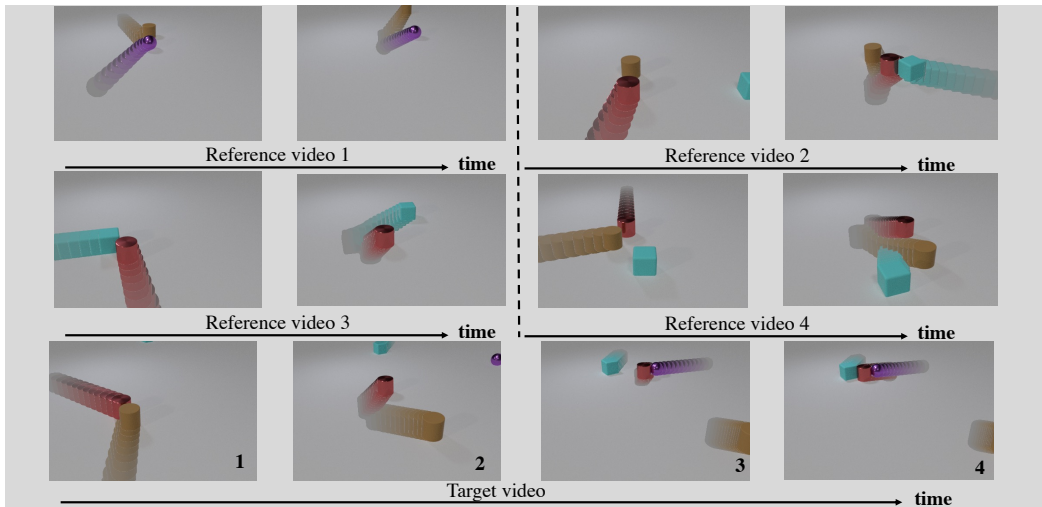 Reference video 1
time
Reference video 2
time
Reference video 3
time
Reference video 4
time
1
2
3
4
Target video
time